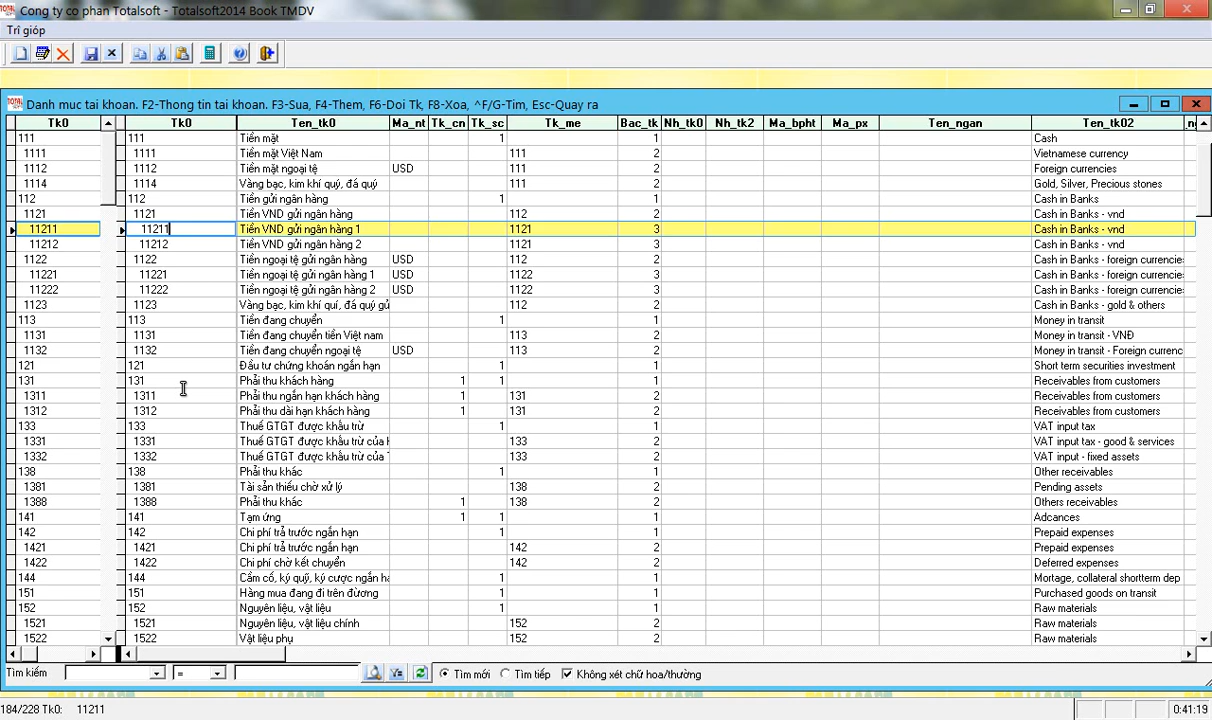 Cong ty co phan Totalsoft - Totalsoft2014 Book TMDV
Trî gióp
Danh muc tai khoan. F2-Thong tin tai khoan. F3-Sua, F4-Them, F6-Doi Tk, F8-Xoa, ^F/G-Tim, Esc-Quay ra
Tk0 Tk0 Ten_tk0 Ma_nt Tk_cn Tk_sc Tk_me Bac_tk Nh_tk0 Nh_tk2 Ma_bpht Ma_px Ten_ngan Ten_tk02
111 111 Tiền mặt 1 1 Cash
1111 1111 Tiền mặt Việt Nam 111 2 Vietnamese currency
1112 1112 Tiền mặt ngoại tệ USD 111 2 Foreign currencies
1114 1114 Vàng bạc, kim khí quý, đá quý 111 2 Gold, Silver, Precious stones
112 112 Tiền gửi ngân hàng 1 1 Cash in Banks
1121 1121 Tiền VND gửi ngân hàng 112 2 Cash in Banks - vnd
11211 11211 Tiền VND gửi ngân hàng 1 1121 3 Cash in Banks - vnd
11212 11212 Tiền VND gửi ngân hàng 2 1121 3 Cash in Banks - vnd
1122 1122 Tiền ngoại tệ gửi ngân hàng USD 112 2 Cash in Banks - foreign currencie
11221 11221 Tiền ngoại tệ gửi ngân hàng 1 USD 1122 3 Cash in Banks - foreign currencie
11222 11222 Tiền ngoại tệ gửi ngân hàng 2 USD 1122 3 Cash in Banks - foreign currencie
1123 1123 Vàng bạc, kim khí quí, đá quý gử 112 2 Cash in Banks - gold & others
113 113 Tiền đang chuyển 1 1 Money in transit
1131 1131 Tiền đang chuyển tiền Việt nam 113 2 Money in transit - VNĐ
1132 1132 Tiền đang chuyển ngoại tệ USD 113 2 Money in transit - Foreign currenc
121 121 Đầu tư chứng khoán ngắn hạn 1 1 Short term securities investment
131 131 Phải thu khách hàng 1 1 1 Receivables from customers
1311 1311 Phải thu ngắn hạn khách hàng 1 131 2 Receivables from customers
1312 1312 Phải thu dài hạn khách hàng 1 131 2 Receivables from customers
133 133 Thuế GTGT được khấu trừ 1 1 VAT input tax
1331 1331 Thuế GTGT được khấu trừ của 133 2 VAT input tax - good & services
1332 1332 Thuế GTGT được khấu trừ của 133 2 VAT input - fixed assets
138 138 Phải thu khác 1 1 Other receivables
1381 1381 Tài sản thiếu chờ xử lý 138 2 Pending assets
1388 1388 Phải thu khác 1 138 2 Others receivables
141 141 Tạm ứng 1 1 1 Adcances
142 142 Chi phí trả trước ngắn hạn 1 1 Prepaid expenses
1421 1421 Chi phí trả trước ngắn hạn 142 2 Prepaid expenses
1422 1422 Chi phí chờ kết chuyển 142 2 Deferred expenses
144 144 Cầm cố, ký quỹ, ký cược ngắn hạ 1 1 Mortage, collateral shortterm dep
151 151 Hàng mua đang đi trên đừờng 1 1 Purchased goods on transit
152 152 Nguyên liệu, vật liệu 1 1 Raw materials
1521 1521 Nguyên liệu, vật liệu chính 152 2 Raw materials
1522 1522 Vật liệu phụ 152 2 Raw materials
Tìm kiếm = Tìm mới Tìm tiếp Không xét chữ hoa/thường
184/228 Tk0: 11211 0:41:19